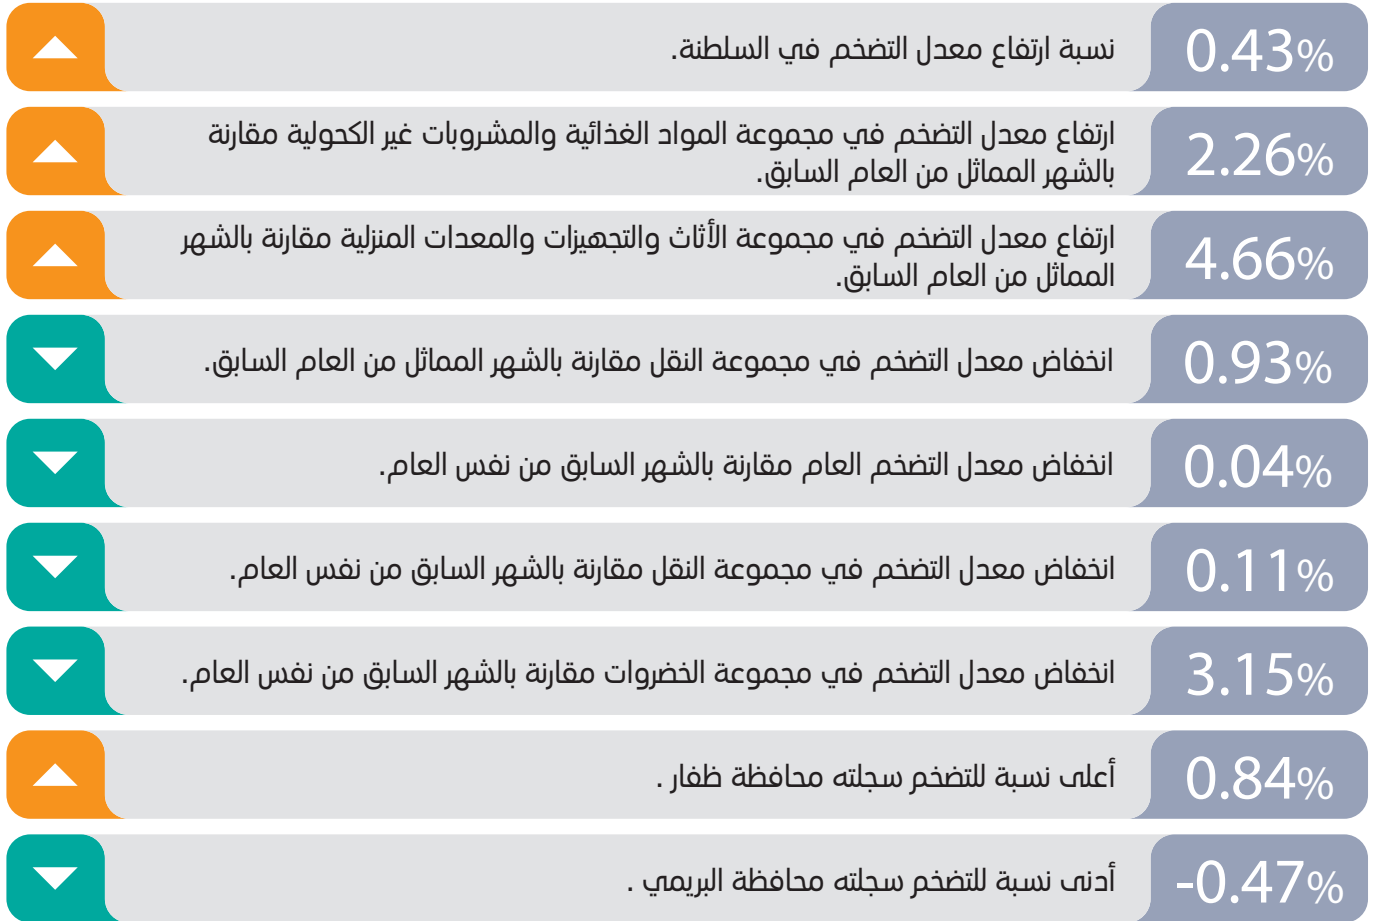 0.43%
نسبة ارتفاع معدل التضخم في السلطنة.
2.26%
ارتفاع معدل التضخم في مجموعة المواد الغذائية والمشروبات غير الكحولية مقارنة
بالشهر المماثل من العام السابق.
4.66%
ارتفاع معدل التضخم في مجموعة الأثاث والتجهيزات والمعدات المنزلية مقارنة بالشهر
المماثل من العام السابق.
0.93%
انخفاض معدل التضخم في مجموعة النقل مقارنة بالشهر المماثل من العام السابق.
0.04%
انخفاض معدل التضخم العام مقارنة بالشهر السابق من نفس العام.
0.11%
انخفاض معدل التضخم في مجموعة النقل مقارنة بالشهر السابق من نفس العام.
3.15%
انخفاض معدل التضخم في مجموعة الخضروات مقارنة بالشهر السابق من نفس العام.
0.84%
أعلى نسبة للتضخم سجلته محافظة ظفار .
-0.47%
أدنى نسبة للتضخم سجلته محافظة البريمي .